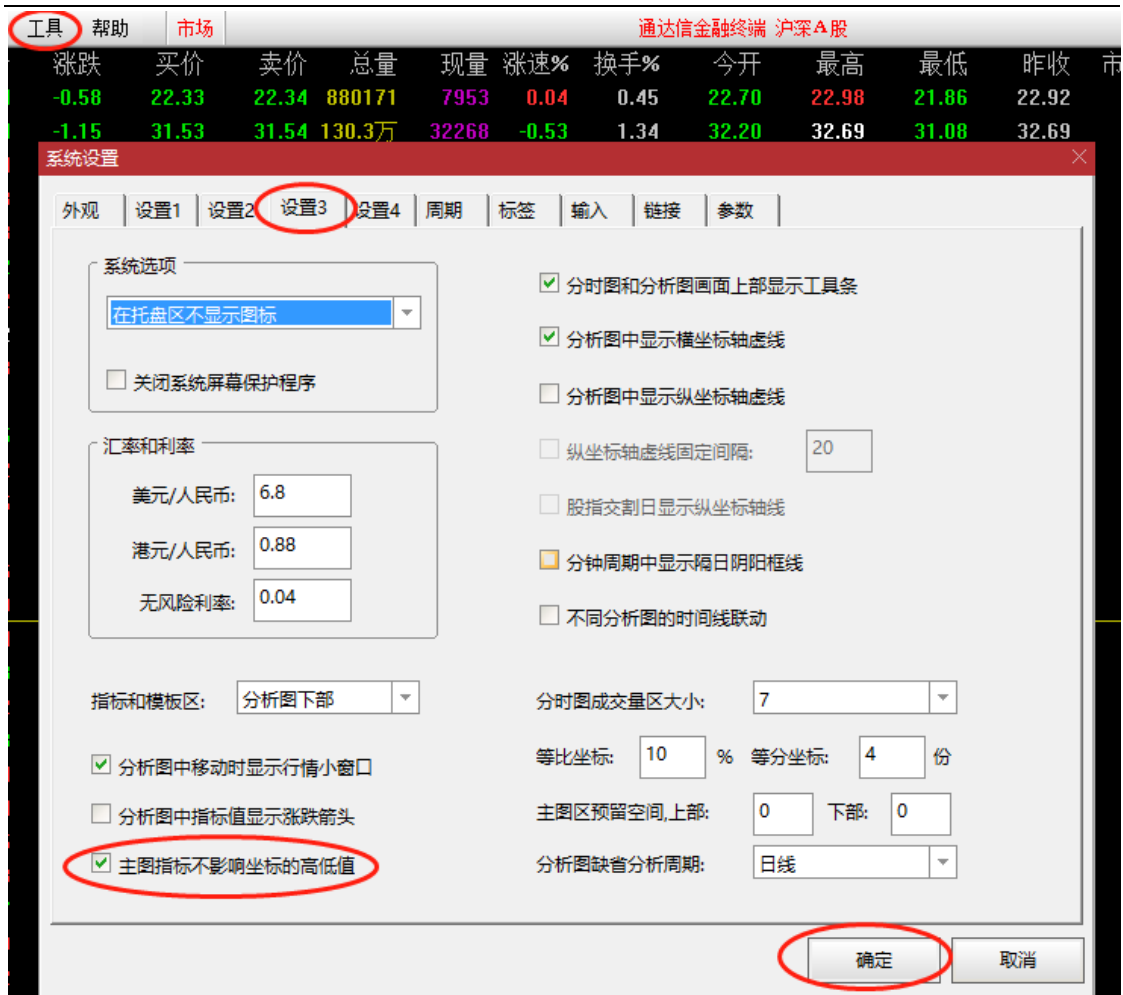 工具 帮助 市场 通达信金融终端 沪深A股
涨跌 买价 卖价 总量 现量 涨速% 换手% 今开 最高 最低 昨收 市
-0.58 22.33 22.34 880171 7953 0.04 0.45 22.70 22.98 21.86 22.92
-1.15 31.53 31.54 130.3万 32268 -0.53 1.34 32.20 32.69 31.08 32.69
系统设置
外观 设置1 设置2 设置3 设置4 周期 标签 输入 链接 参数
系统选项
在托盘区不显示图标
关闭系统屏幕保护程序
汇率和利率
美元/人民币: 6.8
港元/人民币: 0.88
无风险利率: 0.04
指标和模板区: 分析图下部
分析图中移动时显示行情小窗口
分析图中指标值显示涨跌箭头
主图指标不影响坐标的高低值
分时图和分析图画面上部显示工具条
分析图中显示横坐标轴虚线
分析图中显示纵坐标轴虚线
纵坐标轴虚线固定间隔: 20
股指交割日显示纵坐标轴线
分钟周期中显示隔日阴阳框线
不同分析图的时间线联动
分时图成交量区大小: 7
等比坐标: 10 % 等分坐标: 4 份
主图区预留空间,上部: 0 下部: 0
分析图缺省分析周期: 日线
确定 取消